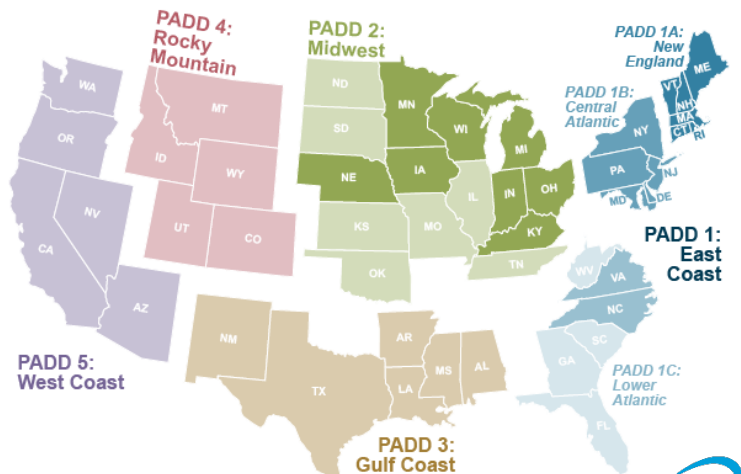 PADD 4:
Rocky
Mountain
PADD 2:
Midwest
PADD 1A:
New
England
PADD 1B:
Central
Atlantic
WA
OR
CA
NV
AZ
PADD 5:
West Coast
MT
ID
WY
UT
CO
ND
SD
NE
KS
OK
MN
IA
MO
WI
IL
MI
IN
OH
KY
TN
ME
VT
NH
MA
CT
RI
NY
PA
NJ
MD
DE
PADD 1:
East
Coast
WV
VA
NC
SC
GA
FL
PADD 1C:
Lower
Atlantic
NM
TX
AR
LA
MS
AL
PADD 3:
Gulf Coast